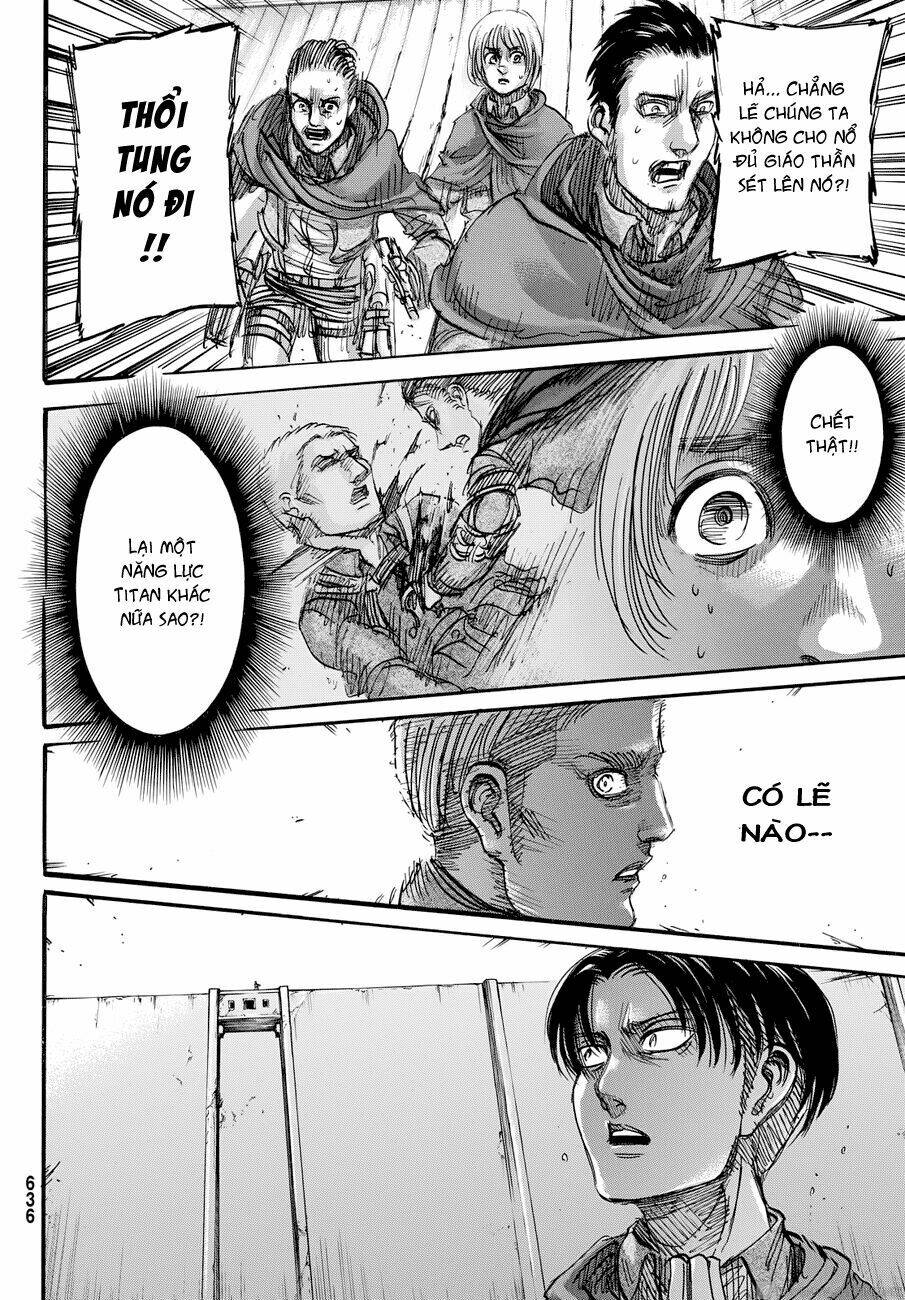 HẢ... CHẲNG
LẼ CHÚNG TA
KHÔNG CHO NỔ
ĐỦ GIÁO THẦN
SÉT LÊN NÓ?!
THỔI
TUNG
NÓ ĐI
!!
CHẾT
THẬT!!
LẠI MỘT
NĂNG LỰC
TITAN KHÁC
NỮA SAO?!
CÓ LẼ
NÀO--
636